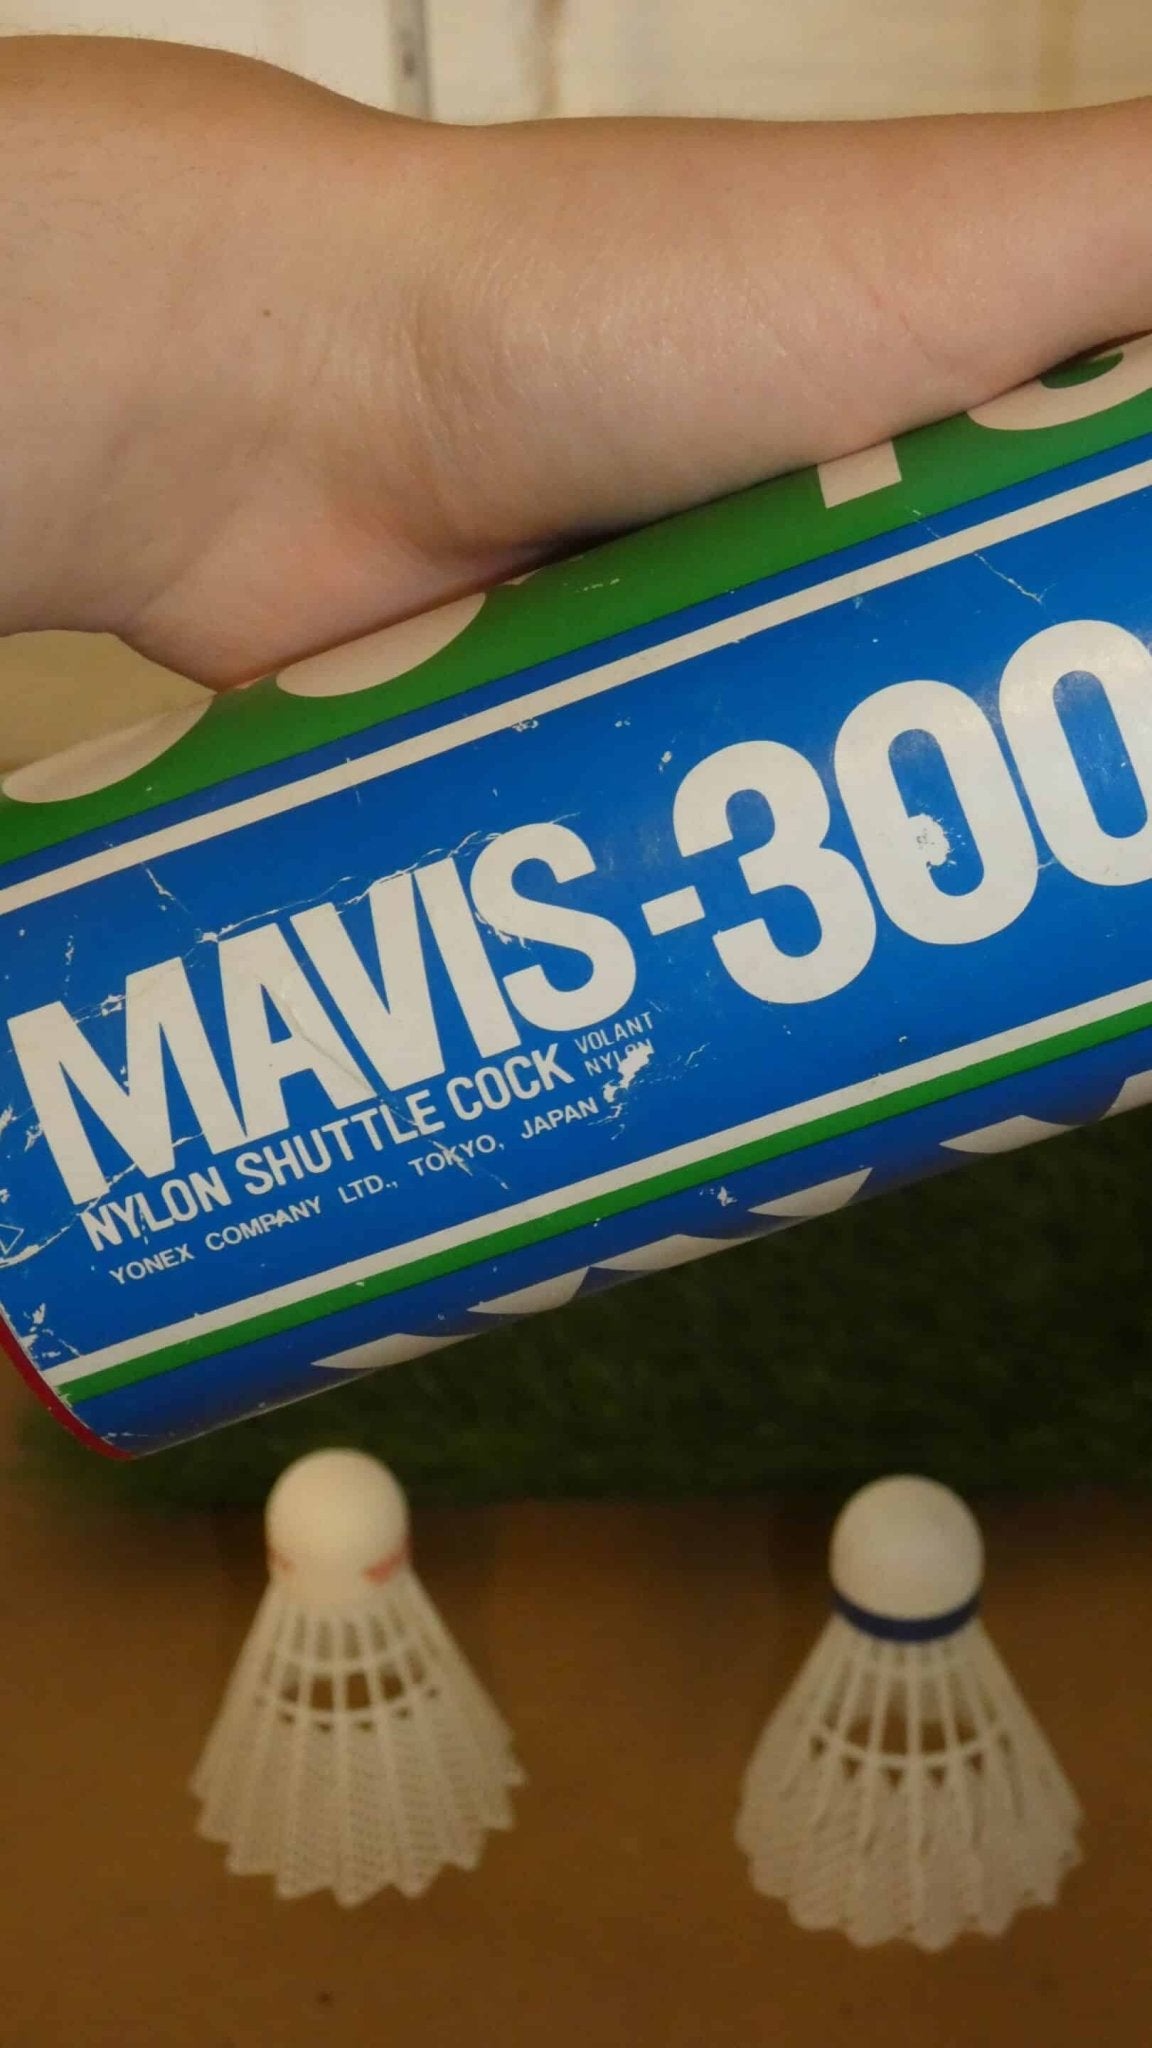 MAVIS-300
NYLON SHUTTLE COCK
VOLANT
NYLON
YONEX COMPANY LTD., TOKYO, JAPAN